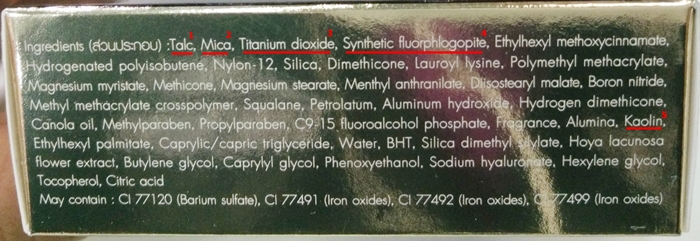 Ingredients (ส่วนประกอบ) :Talc, Mica, Titanium dioxide, Synthetic fluorphlogopite, Ethylhexyl methoxycinnamate,
Hydrogenated polyisobutene, Nylon-12, Silica, Dimethicone, Lauroyl lysine, Polymethyl methacrylate,
Magnesium myristate, Methicone, Magnesium stearate, Menthyl anthranilate, Diisostearyl malate, Boron nitride,
Methyl methacrylate crosspolymer, Squalane, Petrolatum, Aluminum hydroxide, Hydrogen dimethicone,
Canola oil, Methylparaben, Propylparaben, C9-15 fluoroalcohol phosphate, Fragrance, Alumina, Kaolin,
Ethylhexyl palmitate, Caprylic/capric triglyceride, Water, BHT, Silica dimethyl silylate, Hoya lacunosa
flower extract, Butylene glycol, Caprylyl glycol, Phenoxyethanol, Sodium hyaluronate, Hexylene glycol,
Tocopherol, Citric acid
May contain : CI 77120 (Barium sulfate), CI 77491 (Iron oxides), CI 77492 (Iron oxides), CI 77499 (Iron oxides)